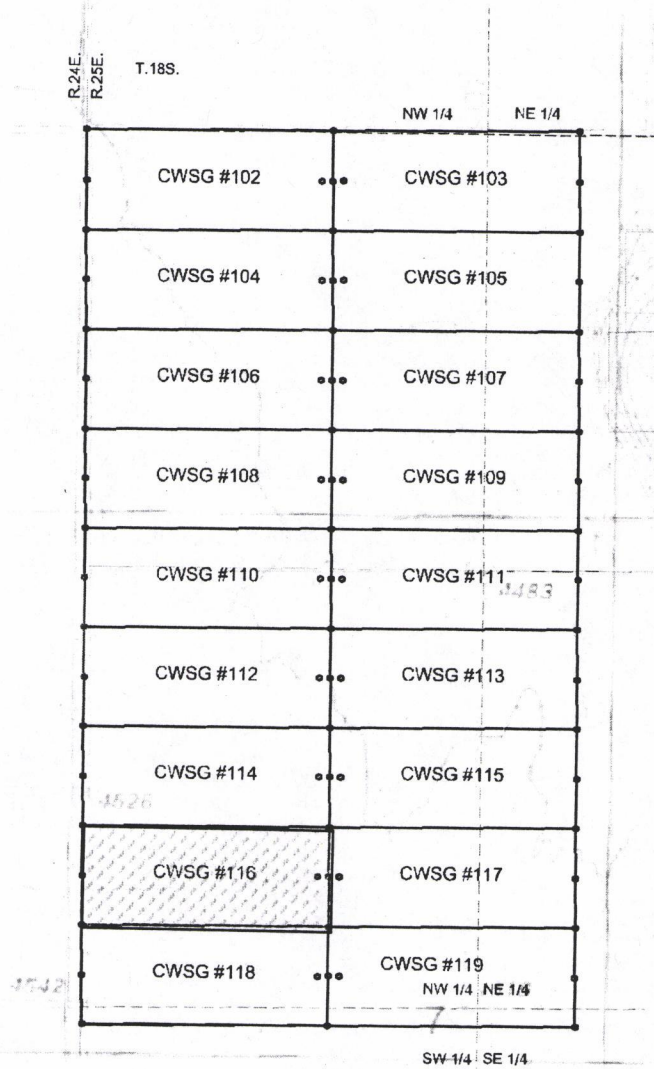 R.24E.
R.25E.
T.18S.
NW 1/4 NE 1/4
CWSG #102 CWSG #103
CWSG #104 CWSG #105
CWSG #106 CWSG #107
CWSG #108 CWSG #109
CWSG #110 CWSG #111
4483
CWSG #112 CWSG #113
CWSG #114 CWSG #115
4526
CWSG #116 CWSG #117
CWSG #118 CWSG #119
4542 NW 1/4 NE 1/4
7
SW 1/4 SE 1/4